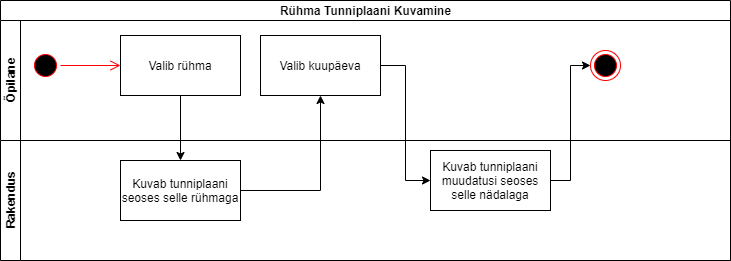 Rühma Tunniplaani Kuvamine
Õpilane
Valib rühma
Valib kuupäeva
Rakendus
Kuvab tunniplaani
seoses selle rühmaga
Kuvab tunniplaani
muudatusi seoses
selle nädalaga